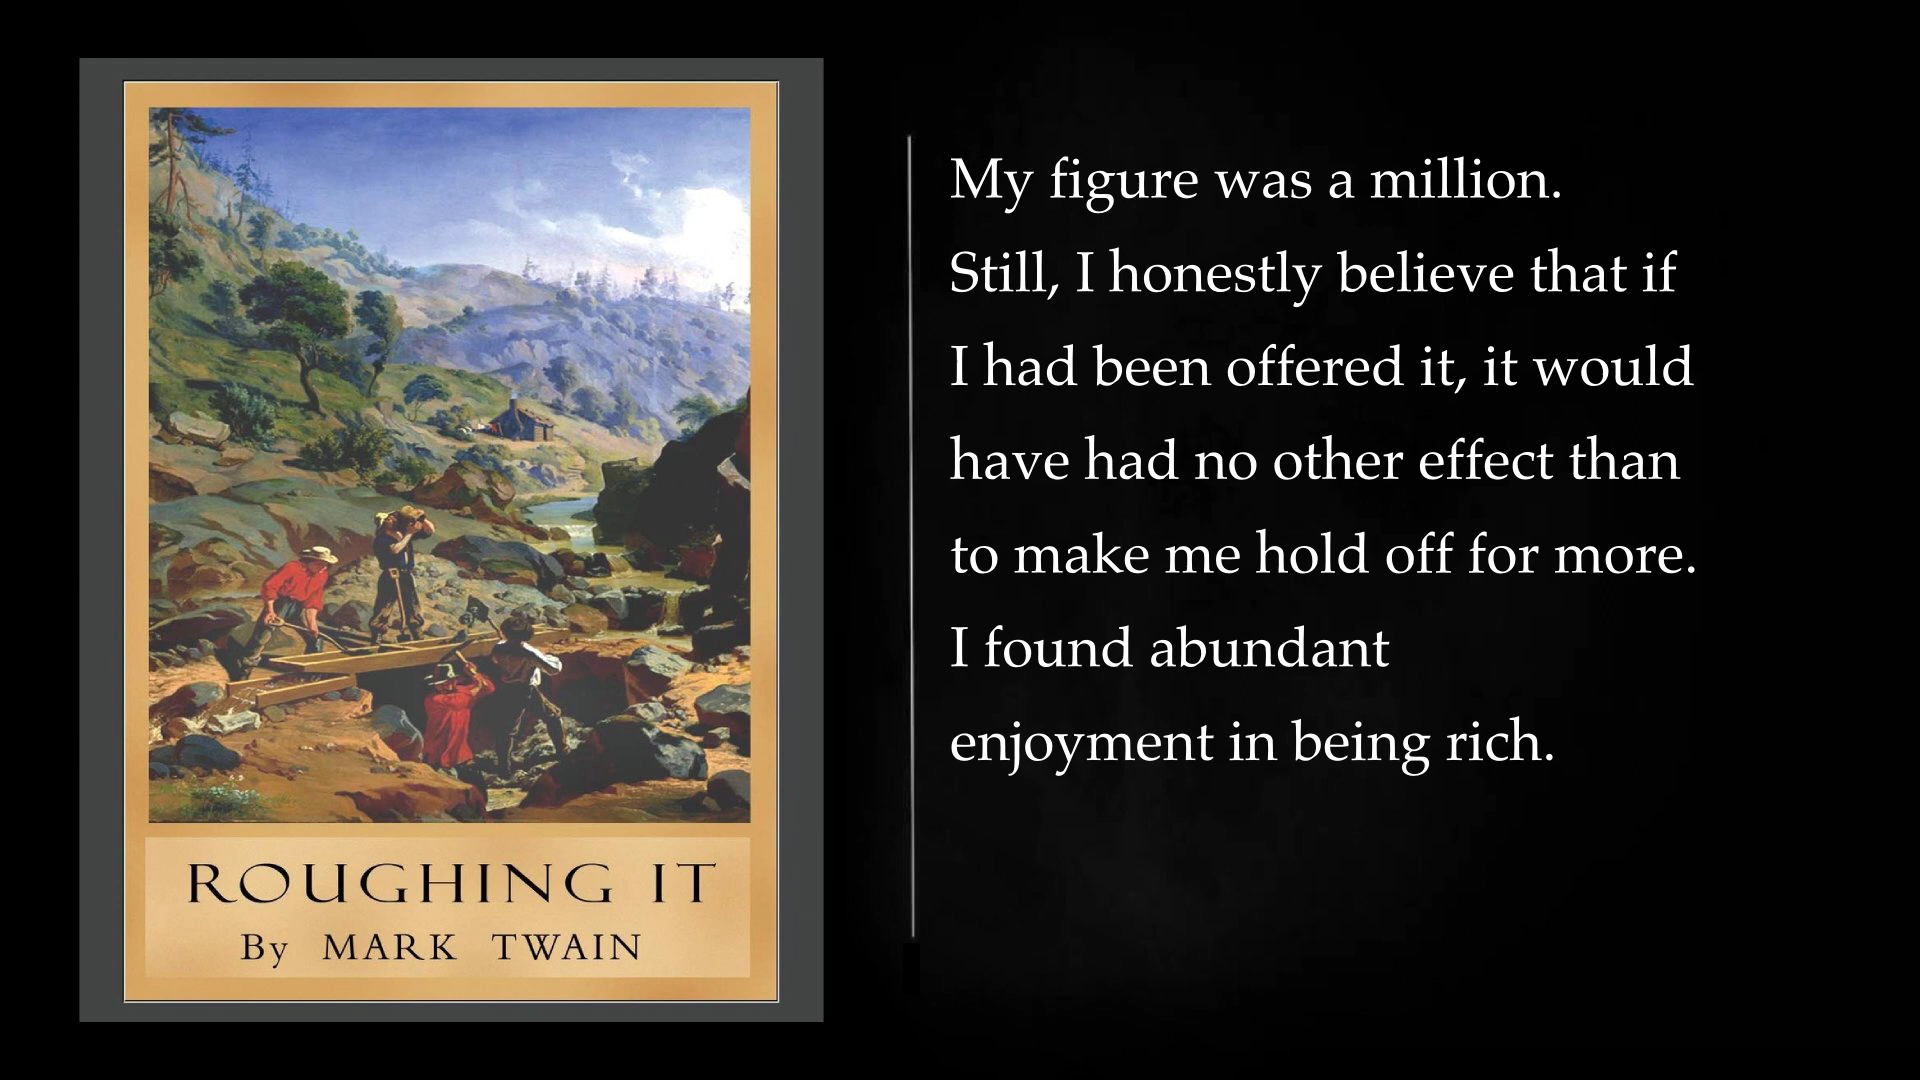 ROUGHING IT
By MARK TWAIN
My figure was a million.
Still, I honestly believe that if
I had been offered it, it would
have had no other effect than
to make me hold off for more.
I found abundant
enjoyment in being rich.